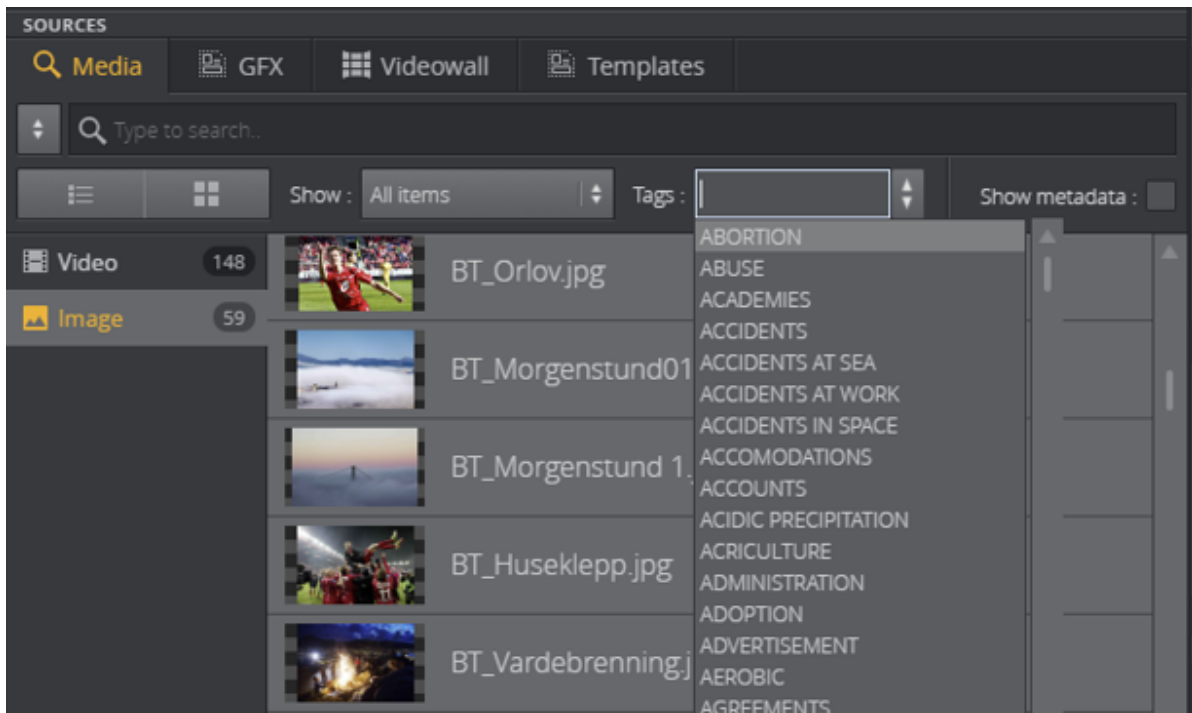 SOURCES
Media GFX Videowall Templates
Type to search..
Show : All items Tags : Show metadata :
Video 148
Image 59
BT_Orlov.jpg
BT_Morgenstund01
BT_Morgenstund 1.
BT_Huseklepp.jpg
BT_Vardebrenning.j
ABORTION
ABUSE
ACADEMIES
ACCIDENTS
ACCIDENTS AT SEA
ACCIDENTS AT WORK
ACCIDENTS IN SPACE
ACCOMODATIONS
ACCOUNTS
ACIDIC PRECIPITATION
ACRICULTURE
ADMINISTRATION
ADOPTION
ADVERTISEMENT
AEROBIC
AGREEMENTS